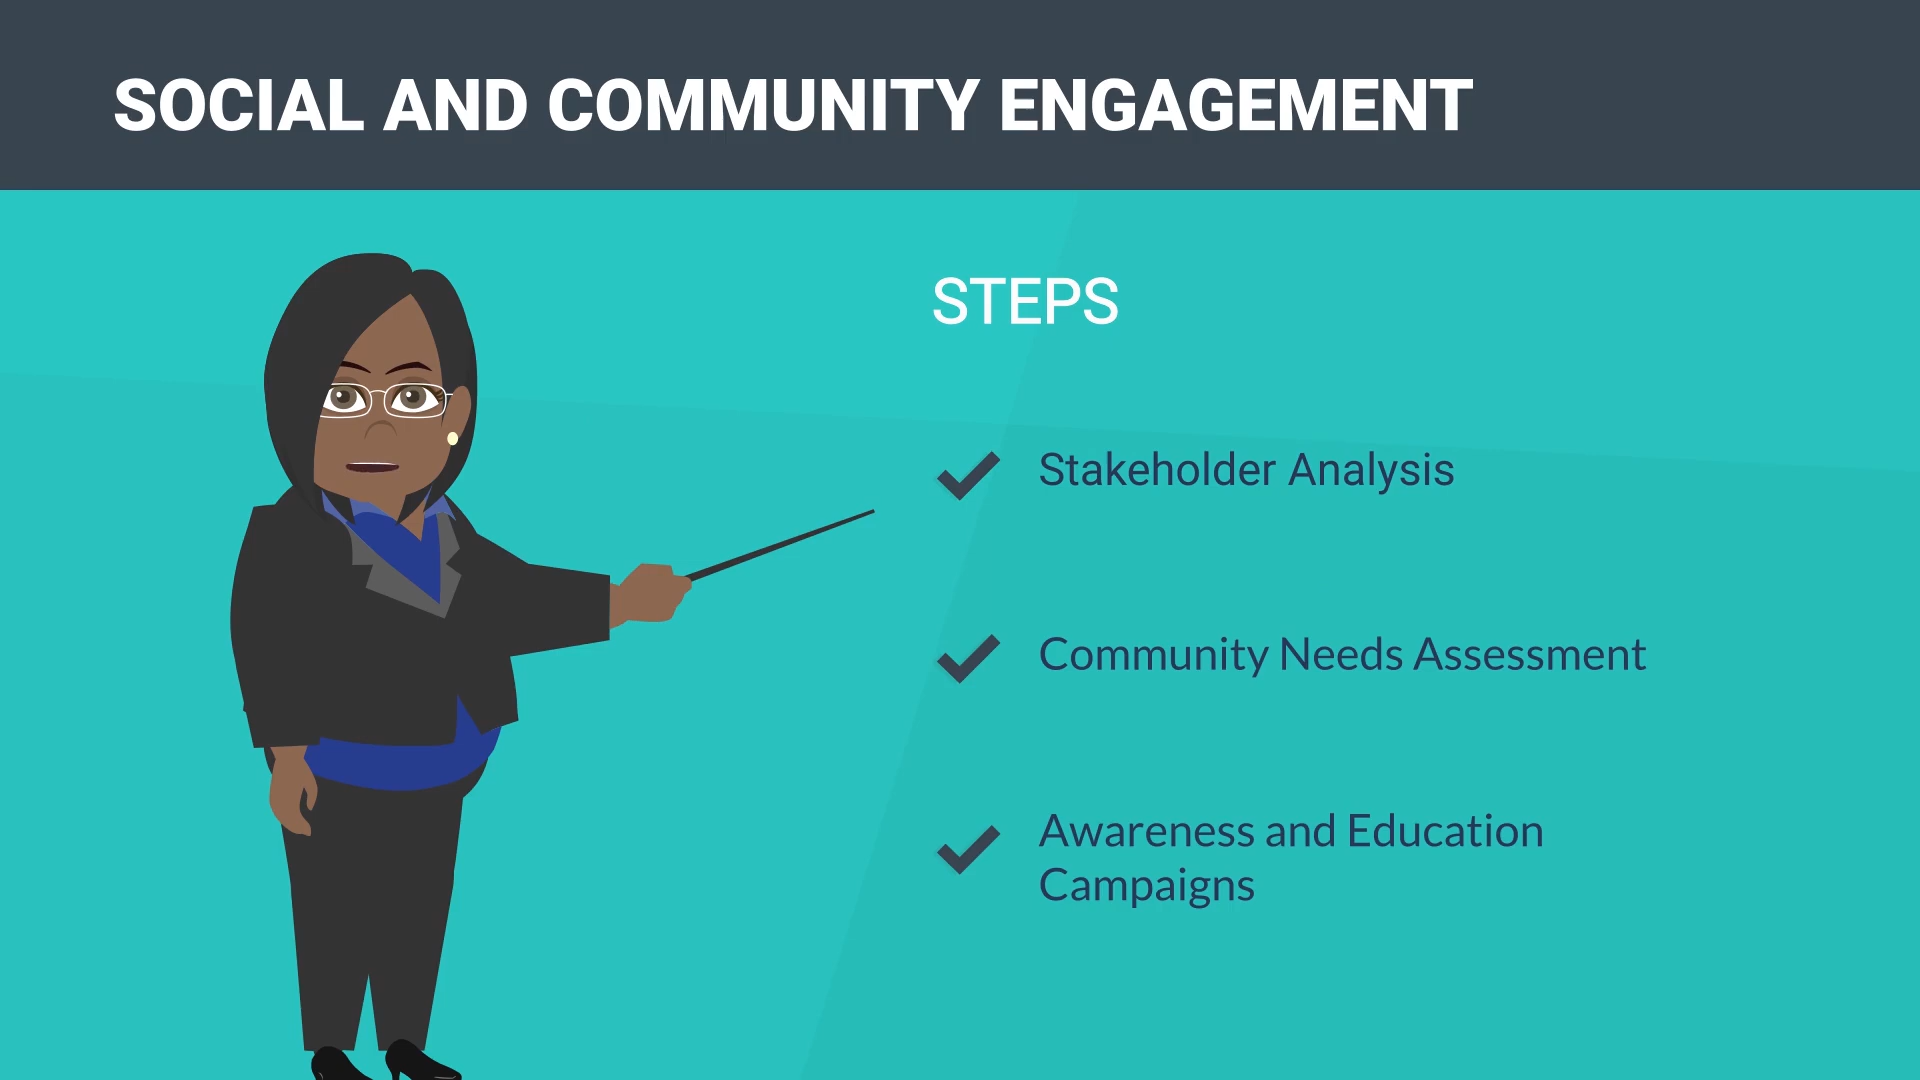 SOCIAL AND COMMUNITY ENGAGEMENT
STEPS
Stakeholder Analysis
Community Needs Assessment
Awareness and Education
Campaigns